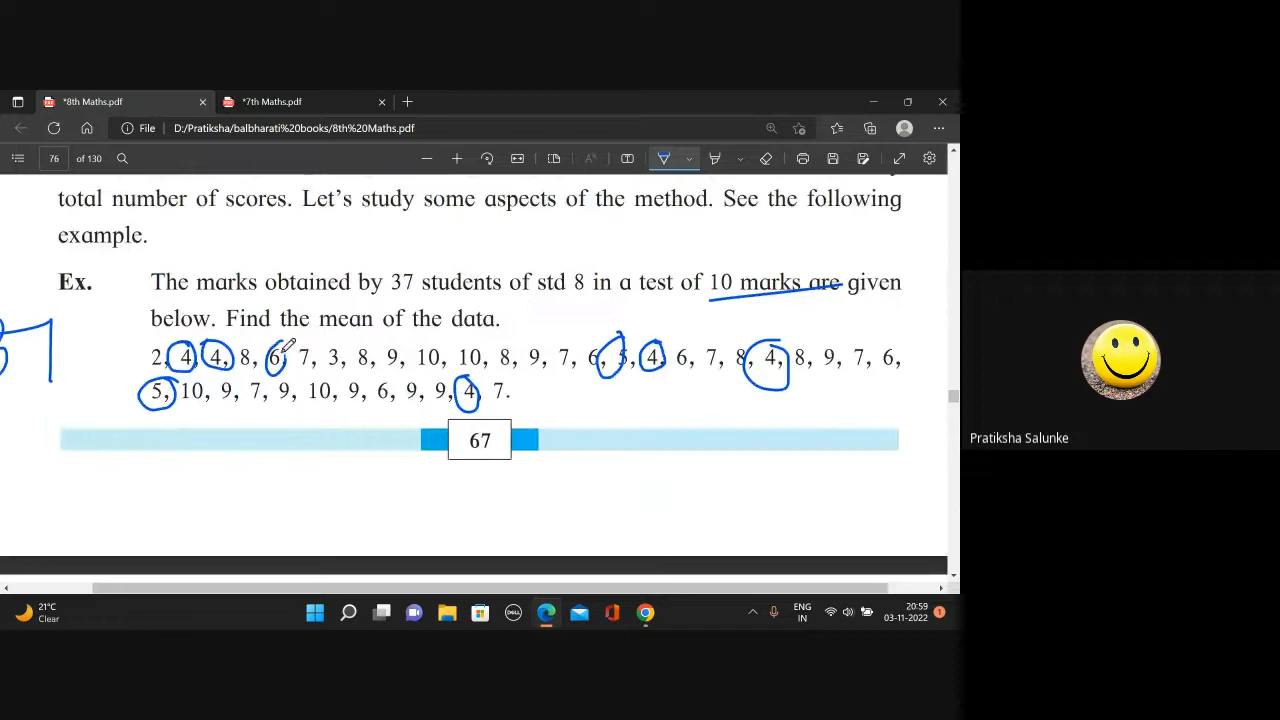 *8th Maths.pdf
*7th Maths.pdf
File D:/Pratiksha/balbharati%20books/8th%20Maths.pdf
76 of 130
total number of scores. Let's study some aspects of the method. See the following
example.
Ex. The marks obtained by 37 students of std 8 in a test of 10 marks are given
below. Find the mean of the data.
2, 4, 4, 8, 6, 7, 3, 8, 9, 10, 10, 8, 9, 7, 6, 5, 4, 6, 7, 8, 4, 8, 9, 7, 6,
5, 10, 9, 7, 9, 10, 9, 6, 9, 9, 4, 7.
67
Pratiksha Salunke
21°C
Clear
ENG
IN
20:59
03-11-2022
1